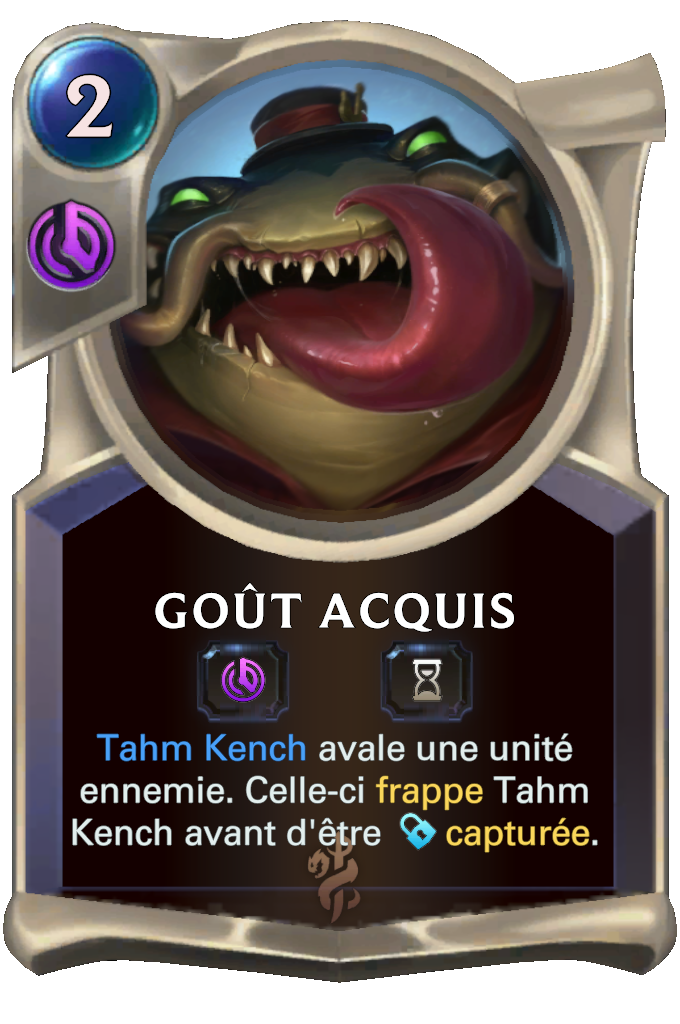 2
GOÛT ACQUIS
Tahm Kench avale une unité
ennemie. Celle-ci frappe Tahm
Kench avant d'être capturée.